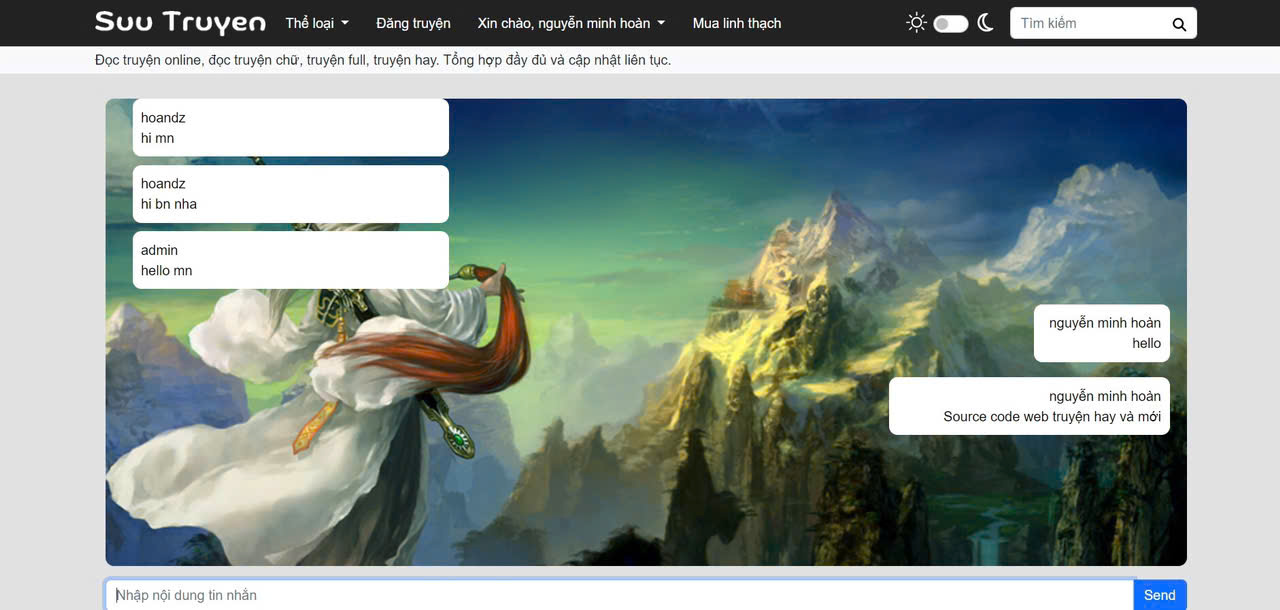 Suu Truyen Thể loại Đăng truyện Xin chào, nguyễn minh hoàn Mua linh thạch Tìm kiếm
Đọc truyện online, đọc truyện chữ, truyện full, truyện hay. Tổng hợp đầy đủ và cập nhật liên tục.
hoandz
hi mn
hoandz
hi bn nha
admin
hello mn
nguyễn minh hoàn
hello
nguyễn minh hoàn
Source code web truyện hay và mới
Nhập nội dung tin nhắn Send